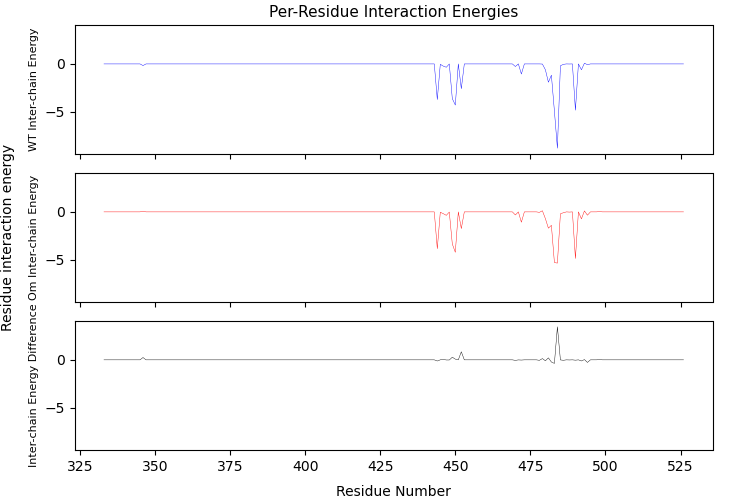 Per-Residue Interaction Energies
Residue interaction energy
WT Inter-chain Energy
0
−5
Om Inter-chain Energy
0
−5
Inter-chain Energy Difference
0
−5
325
350
375
400
425
450
475
500
525
Residue Number